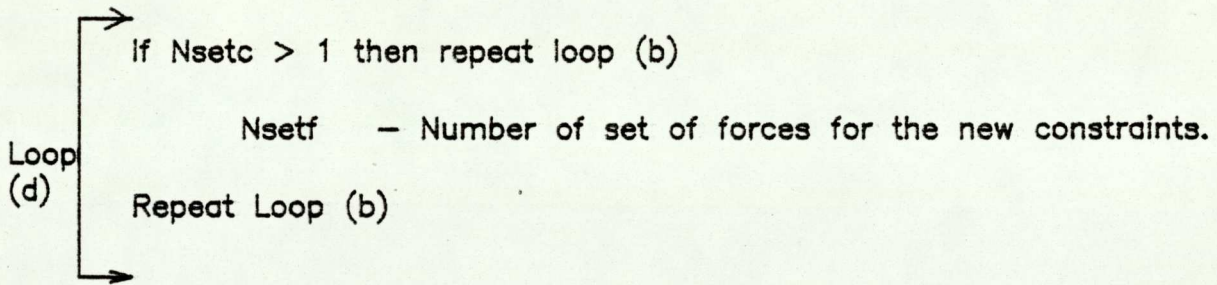 If Nsetc > 1 then repeat loop (b)
Nsetf – Number of set of forces for the new constraints.
Loop
(d)
Repeat Loop (b)